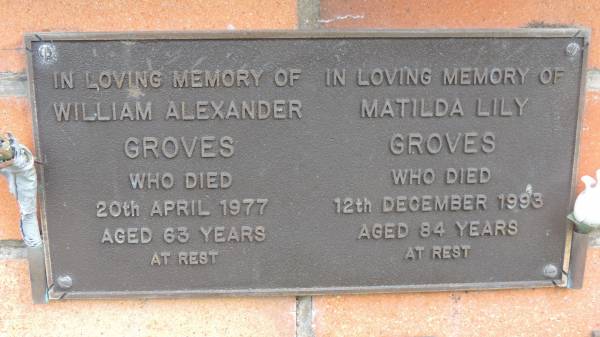 IN LOVING MEMORY OF
WILLIAM ALEXANDER
GROVES
WHO DIED
20th APRIL 1977
AGED 63 YEARS
AT REST
IN LOVING MEMORY OF
MATILDA LILY
GROVES
WHO DIED
12th DECEMBER 1993
AGED 84 YEARS
AT REST